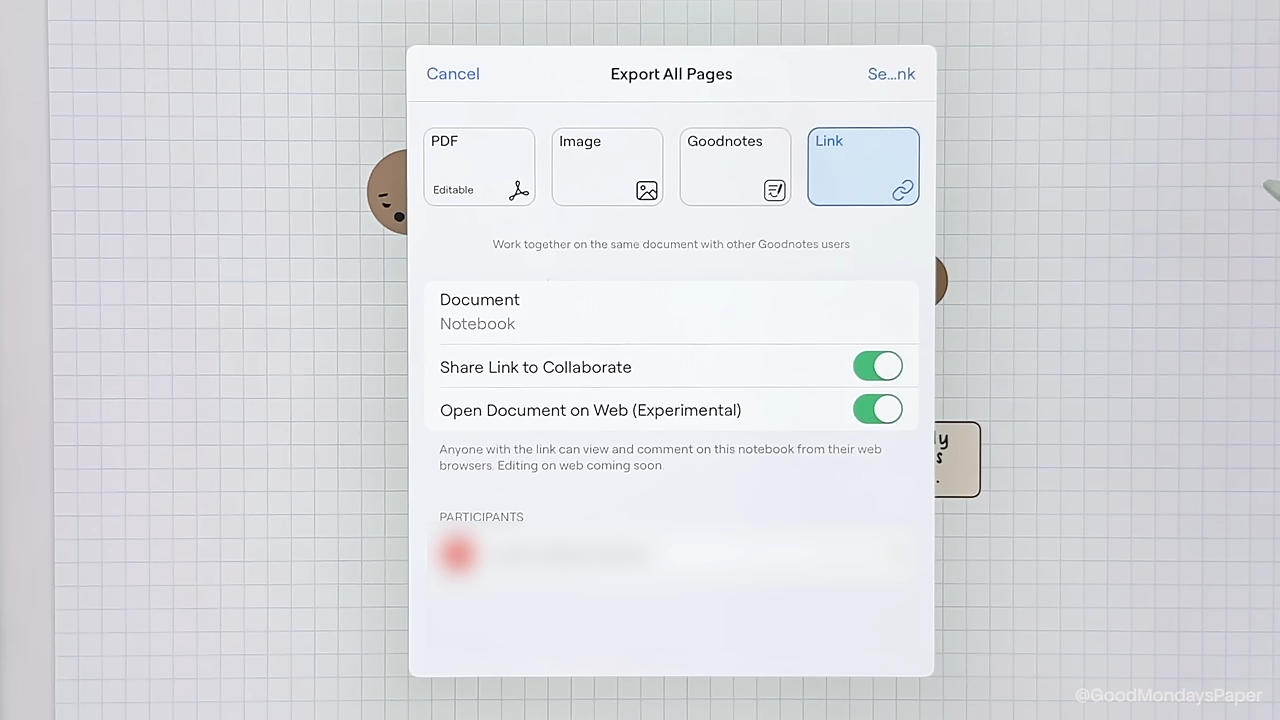 Cancel
Export All Pages
Se...nk
PDF
Editable
Image
Goodnotes
Link
Work together on the same document with other Goodnotes users
Document
Notebook
Share Link to Collaborate
Open Document on Web (Experimental)
Anyone with the link can view and comment on this notebook from their web
browsers. Editing on web coming soon.
PARTICIPANTS
y
s
.
@GoodMondaysPaper